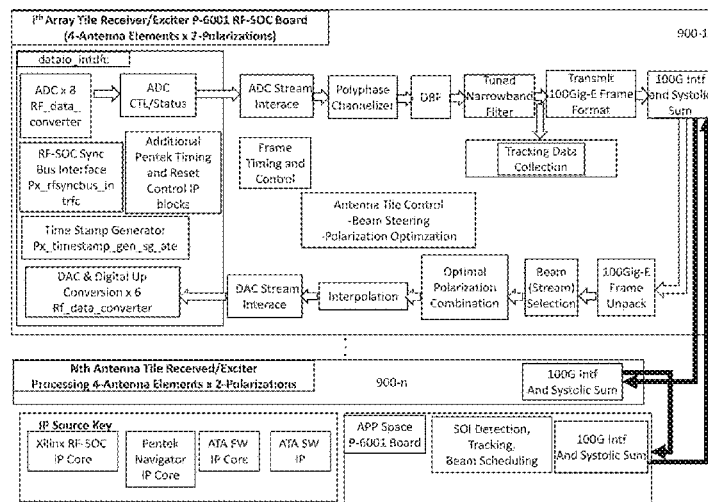 iᵗʰ Array Tile Receiver/Exciter P-6001 RF-SOC Board
(4-Antenna Elements x 2-Polarizations)
900-1
dataio_intrfc
ADC x 8
RF_data_
converter
ADC
CTL/Status
ADC Stream
Interace
Polyphase
Channelizer
DBF
Tuned
Narrowband
Filter
Transmit
100Gig-E Frame
Format
100G Intf
and Systolic
Sum
RF-SOC Sync
Bus Interface
Px_rfsyncbus_in
trfc
Additional
Pentek Timing
and Reset
Control IP
blocks
Frame
Timing and
Control
Tracking Data
Collection
Antenna Tile Control
-Beam Steering
-Polarization Optimzation
Time Stamp Generator
Px_timestamp_gen_sg_ate
DAC & Digital Up
Conversion x 6
Rf_data_converter
DAC Stream
Interace
Interpolation
Optimal
Polarization
Combination
Beam
(Stream)
Selection
100Gig-E
Frame
Unpack
Nth Antenna Tile Received/Exciter
Processing 4-Antenna Elements x 2-Polarizations
900-n
100G Intf
And Systolic Sum
IP Source Key
Xilinx RF-SOC
IP Core
Pentek
Navigator
IP Core
ATA SW
IP Core
ATA SW
IP
APP Space
P-6001 Board
SOI Detection,
Tracking,
Beam Scheduling
100G Intf
And Systolic Sum